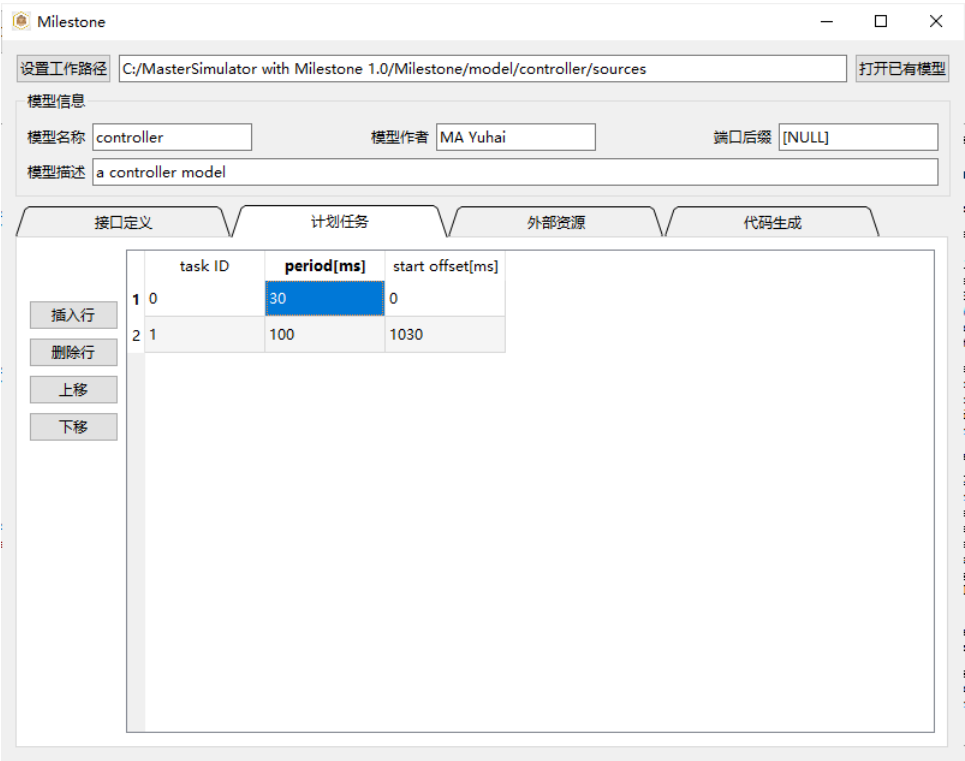 Milestone
设置工作路径 C:/MasterSimulator with Milestone 1.0/Milestone/model/controller/sources 打开已有模型
模型信息
模型名称 controller 模型作者 MA Yuhai 端口后缀 [NULL]
模型描述 a controller model
接口定义 计划任务 外部资源 代码生成
task ID period[ms] start offset[ms]
1 0 30 0
2 1 100 1030
插入行
删除行
上移
下移